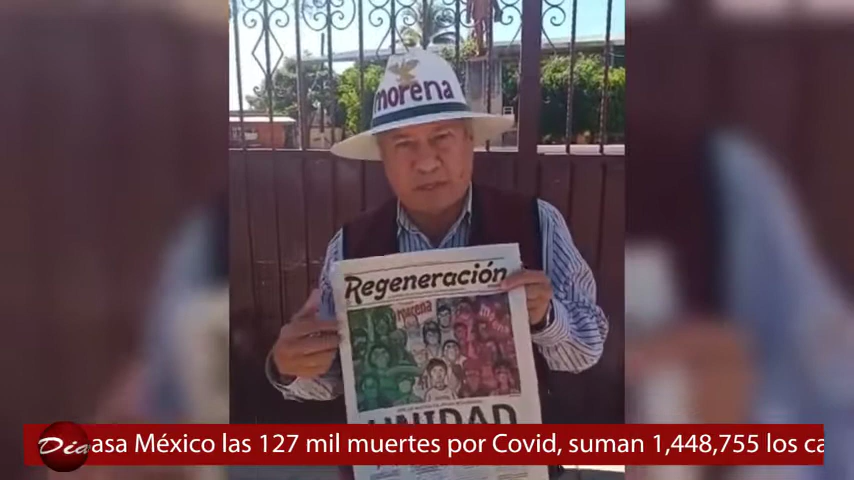 morena
Regeneración
morena
UNIDAD
Día
asa México las 127 mil muertes por Covid, suman 1,448,755 los ca